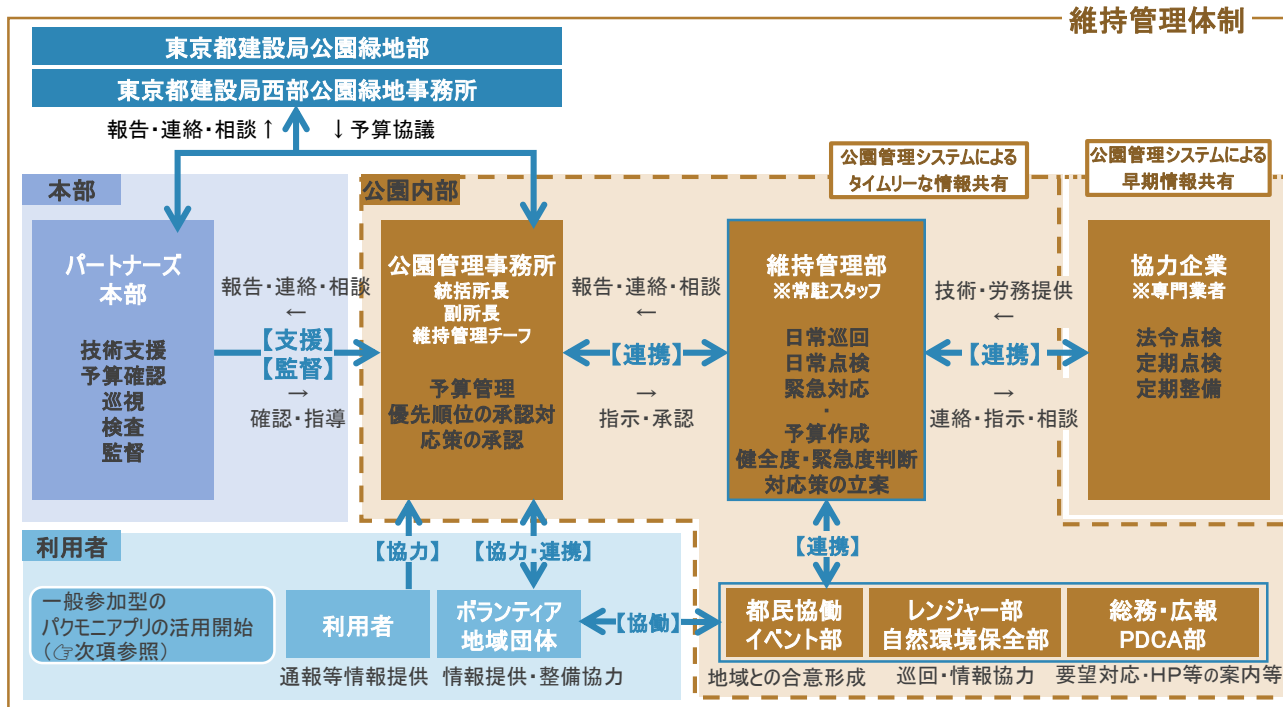 維持管理体制
東京都建設局公園緑地部
東京都建設局西部公園緑地事務所
報告・連絡・相談↑
↓予算協議
公園管理システムによる
タイムリーな情報共有
公園管理システムによる
早期情報共有
本部
パートナーズ
本部
技術支援
予算確認
巡視
検査
監督
報告・連絡・相談
←
【支援】
【監督】
→
確認・指導
公園内部
公園管理事務所
統括所長
副所長
維持管理チーフ
予算管理
優先順位の承認対
応策の承認
報告・連絡・相談
←
【連携】
→
指示・承認
維持管理部
※常駐スタッフ
日常巡回
日常点検
緊急対応
・
予算作成
健全度・緊急度判断
対応策の立案
技術・労務提供
←
【連携】
→
連絡・指示・相談
協力企業
※専門業者
法令点検
定期点検
定期整備
利用者
【協力】
【協力・連携】
【連携】
一般参加型の
パクモニアプリの活用開始
（☞次項参照）
利用者
通報等情報提供
ボランティア
地域団体
情報提供・整備協力
【協働】
都民協働
イベント部
地域との合意形成
レンジャー部
自然環境保全部
巡回・情報協力
総務・広報
PDCA部
要望対応・HP等の案内等